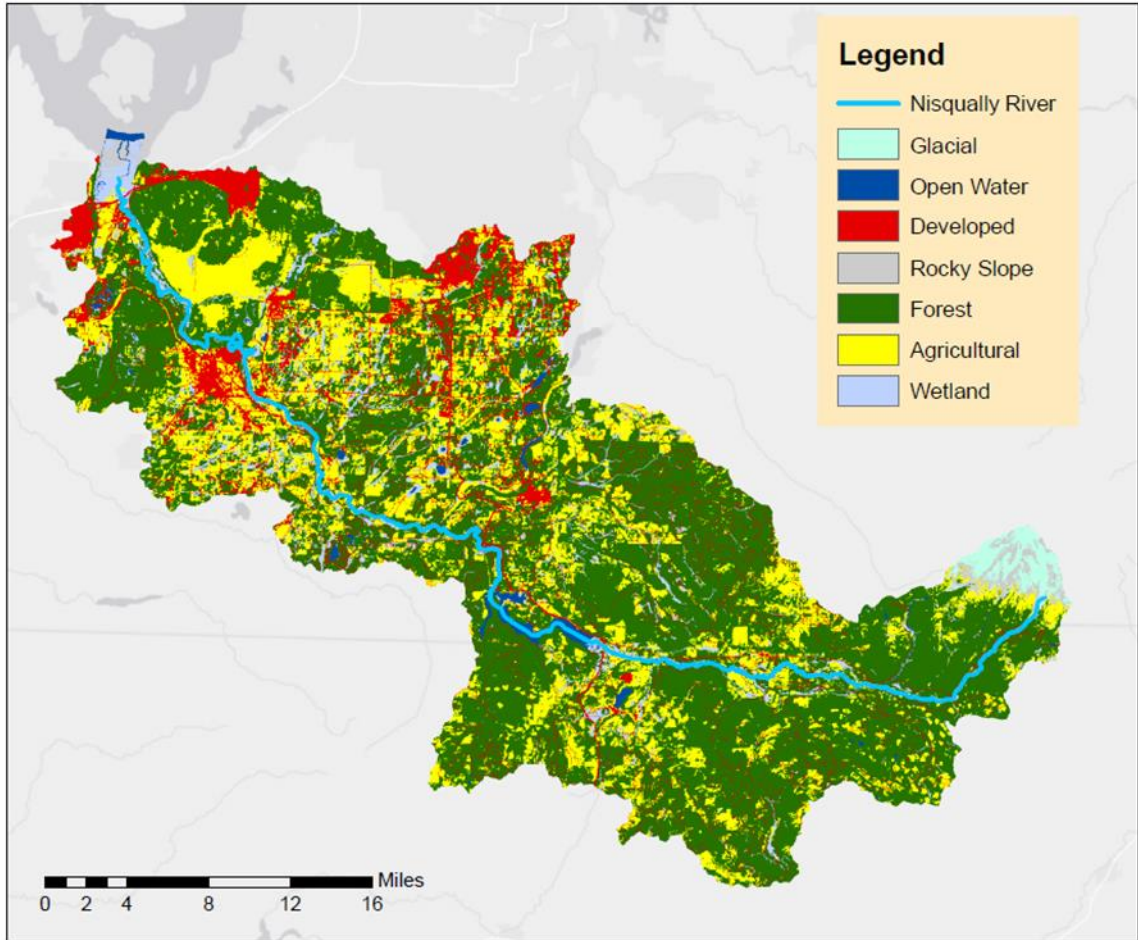 Legend
Nisqually River
Glacial
Open Water
Developed
Rocky Slope
Forest
Agricultural
Wetland
Miles
0 2 4 8 12 16